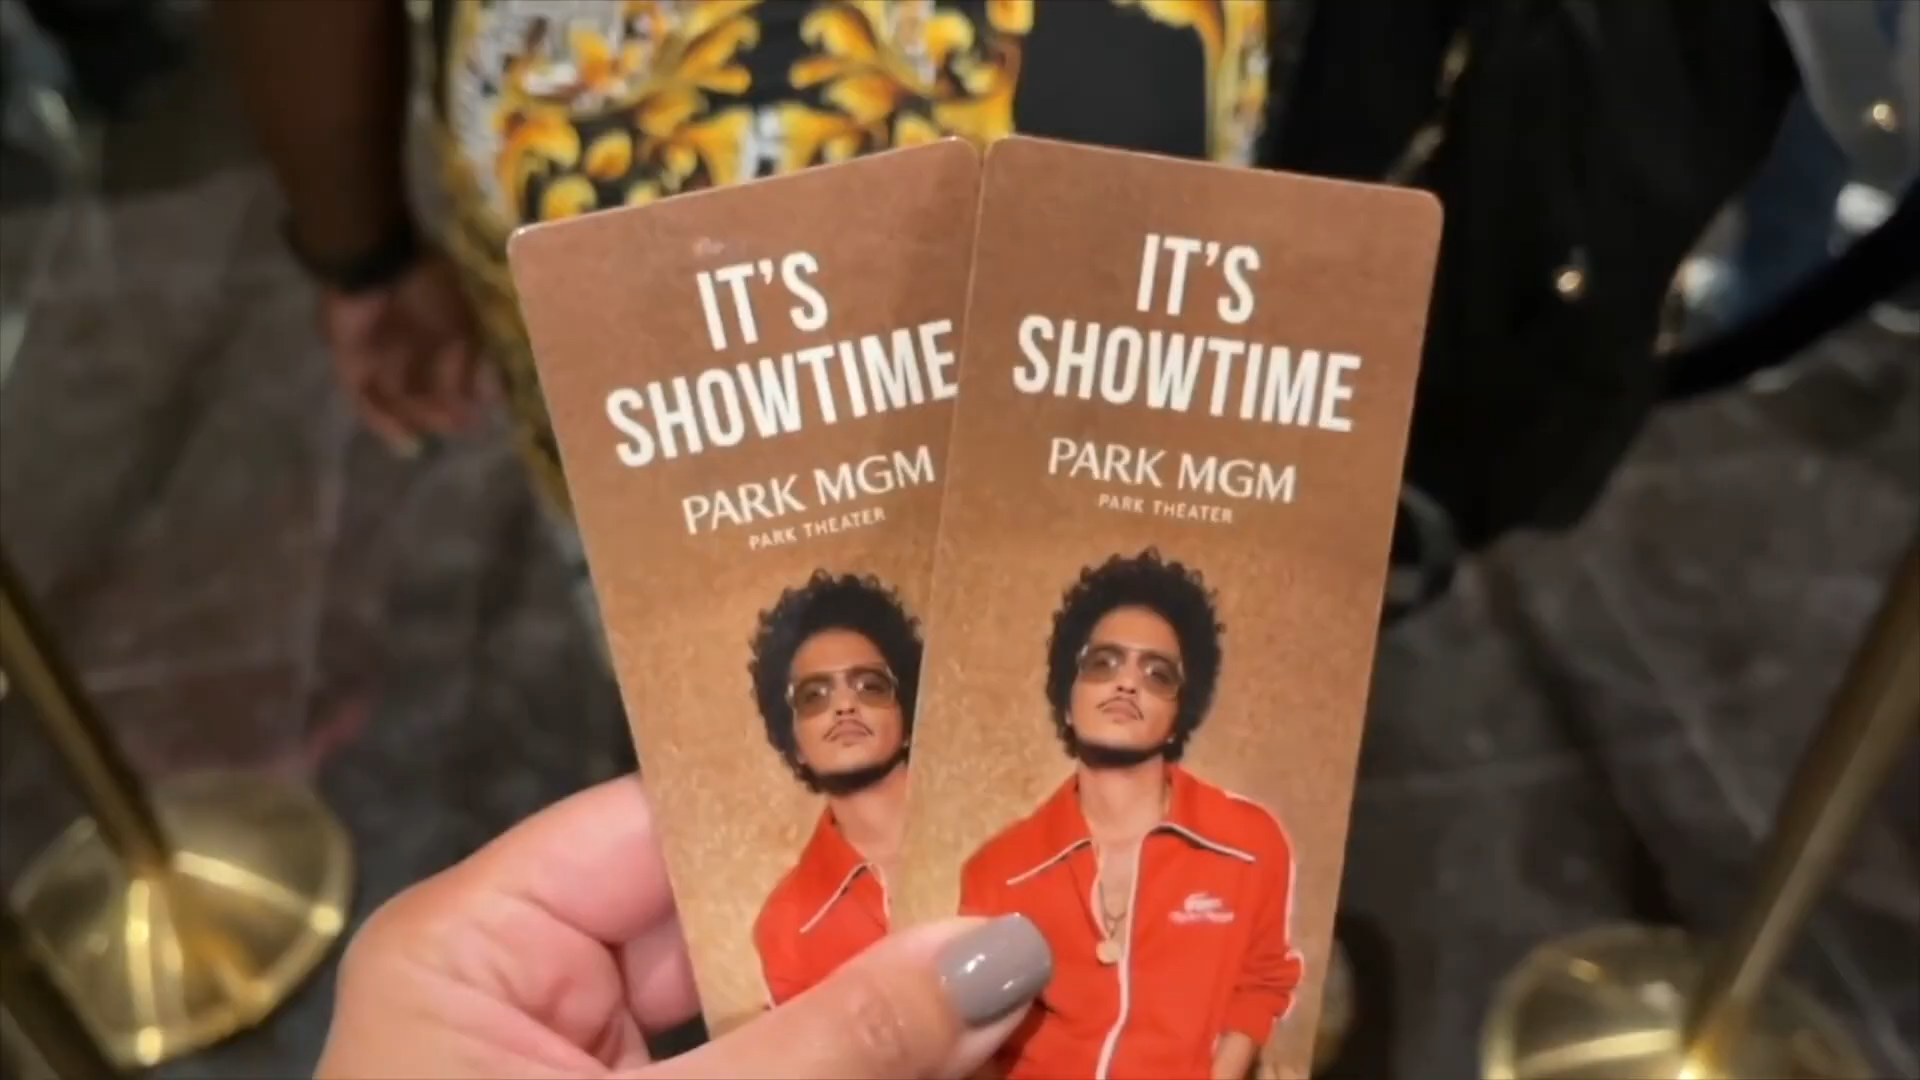 IT'S
SHOWTIME
PARK MGM
PARK THEATER
IT'S
SHOWTIME
PARK MGM
PARK THEATER